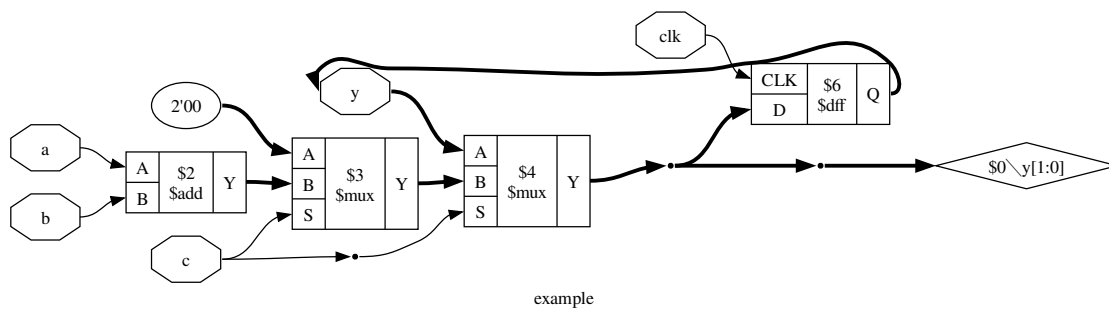 clk
CLK
D
$6
$dff
Q
y
2'00
a
b
A
B
$2
$add
Y
A
B
S
$3
$mux
Y
A
B
S
$4
$mux
Y
$0\y[1:0]
c
example